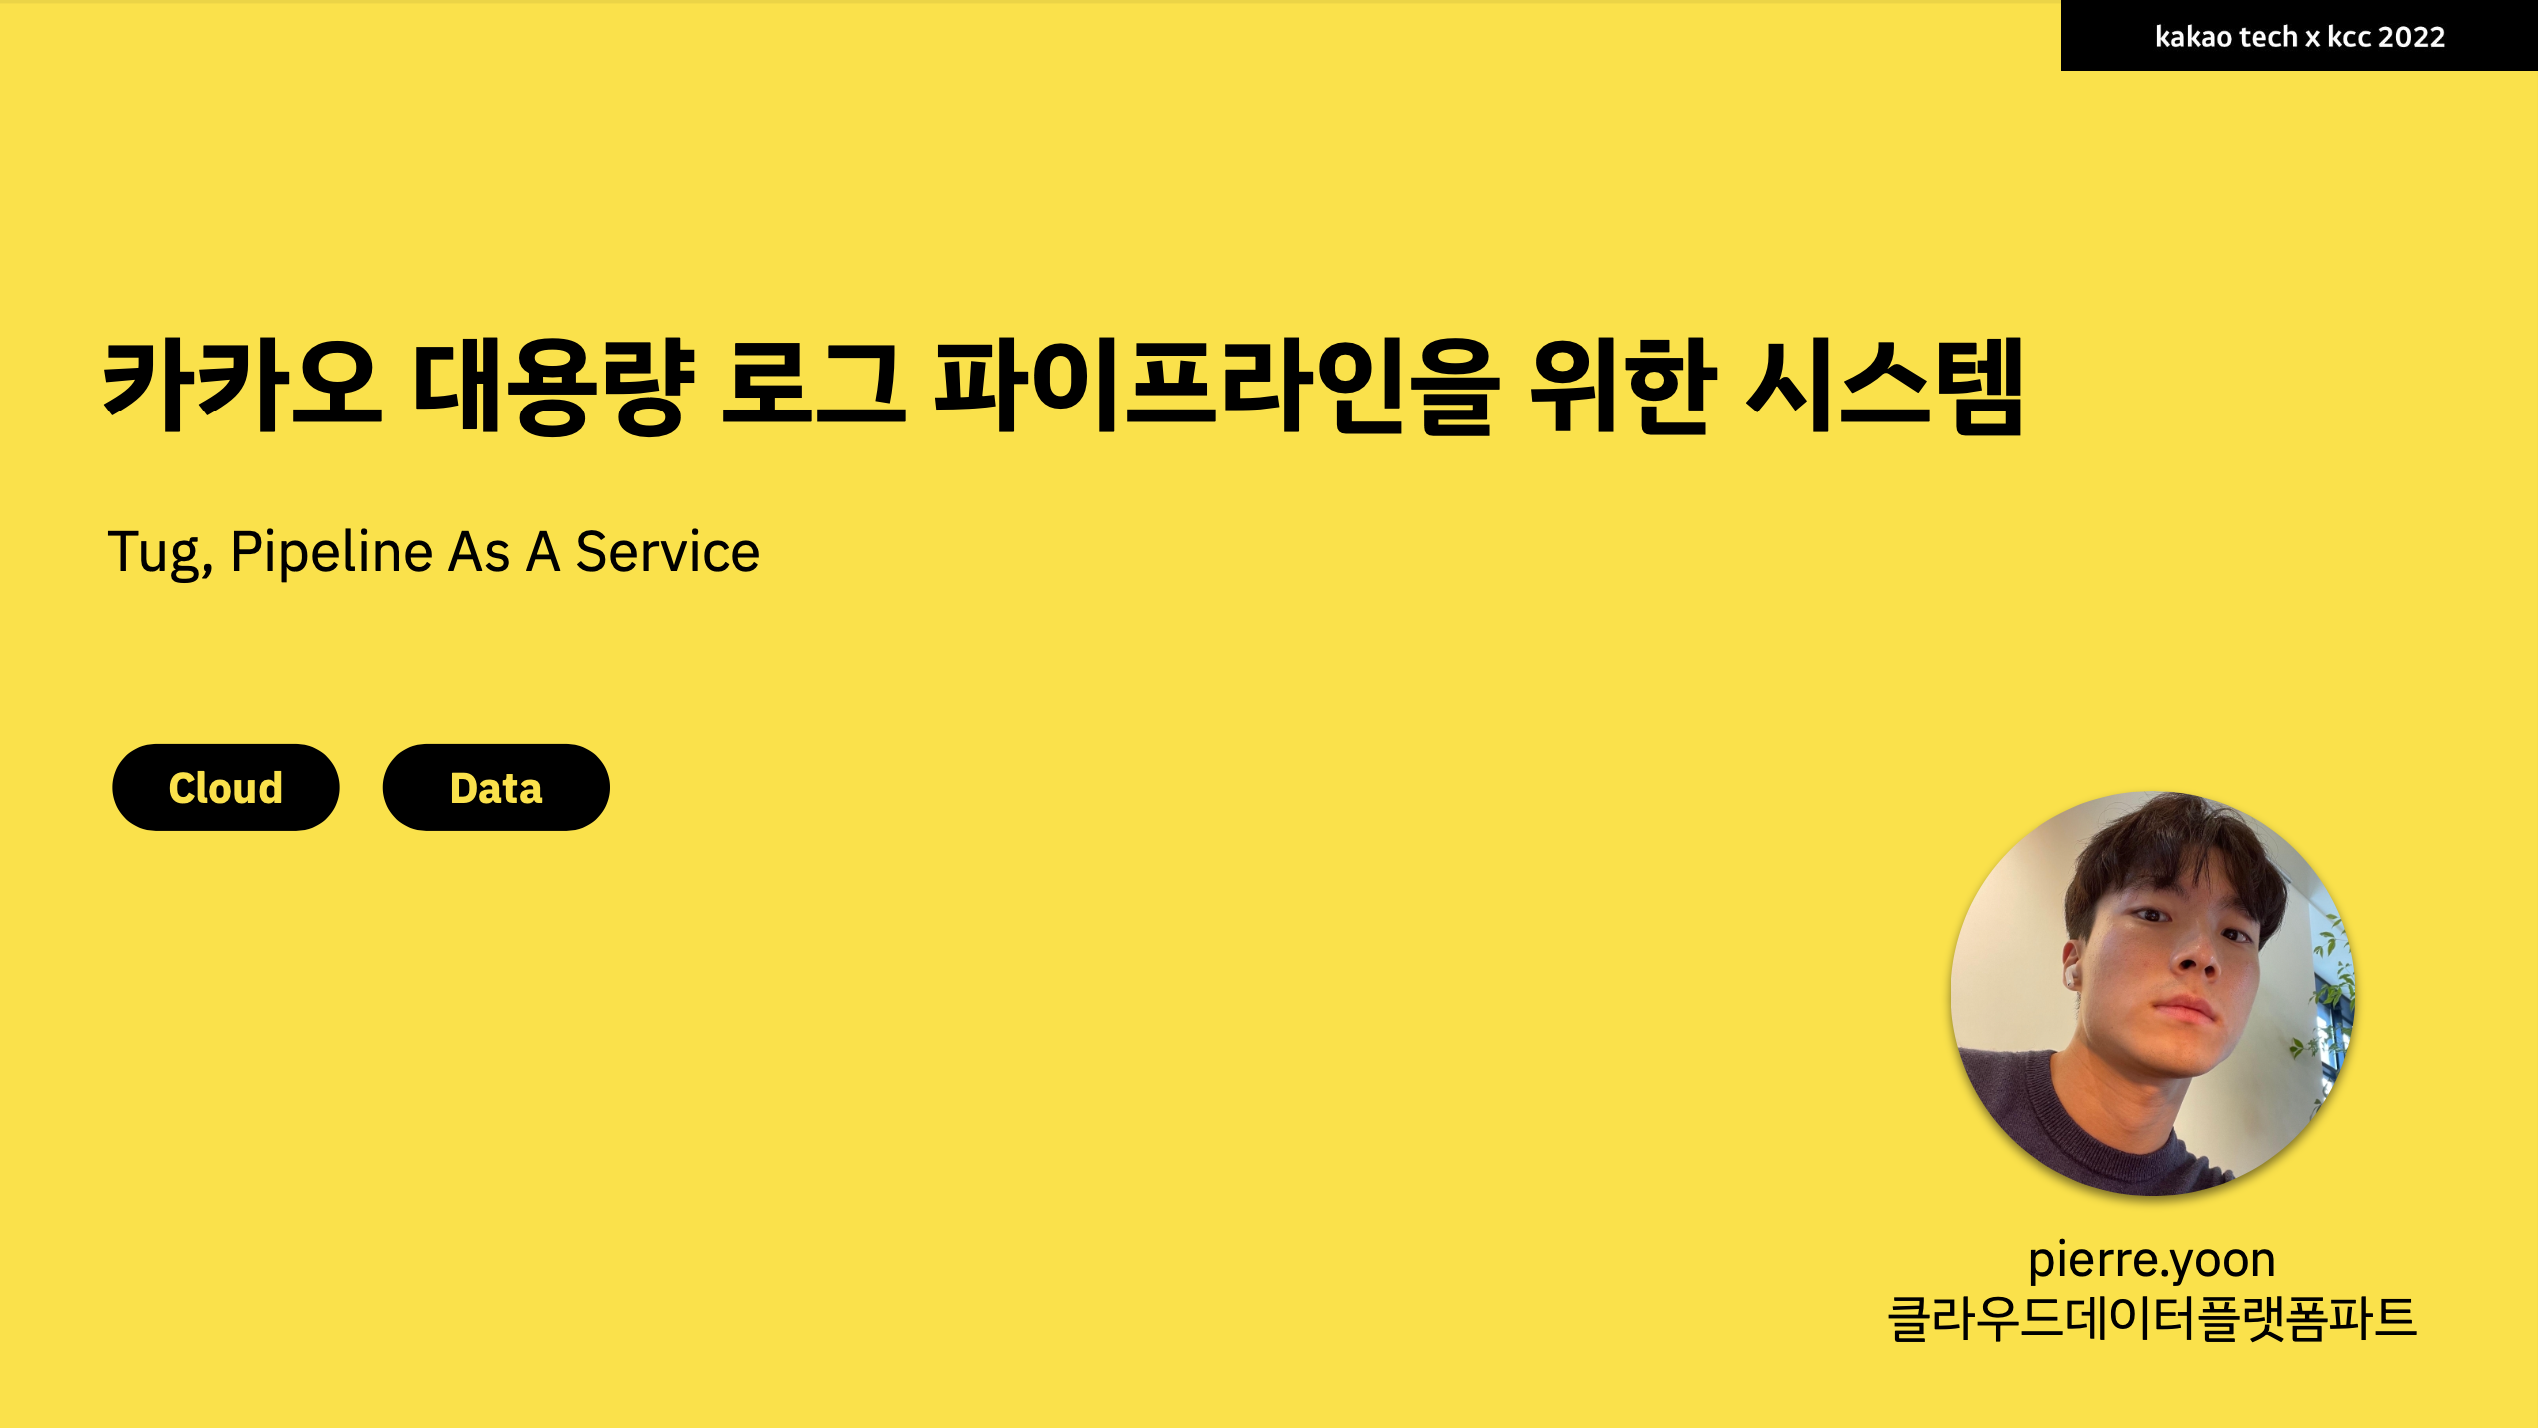 kakao tech x kcc 2022
카카오 대용량 로그 파이프라인을 위한 시스템
Tug, Pipeline As A Service
Cloud
Data
pierre.yoon
클라우드데이터플랫폼파트